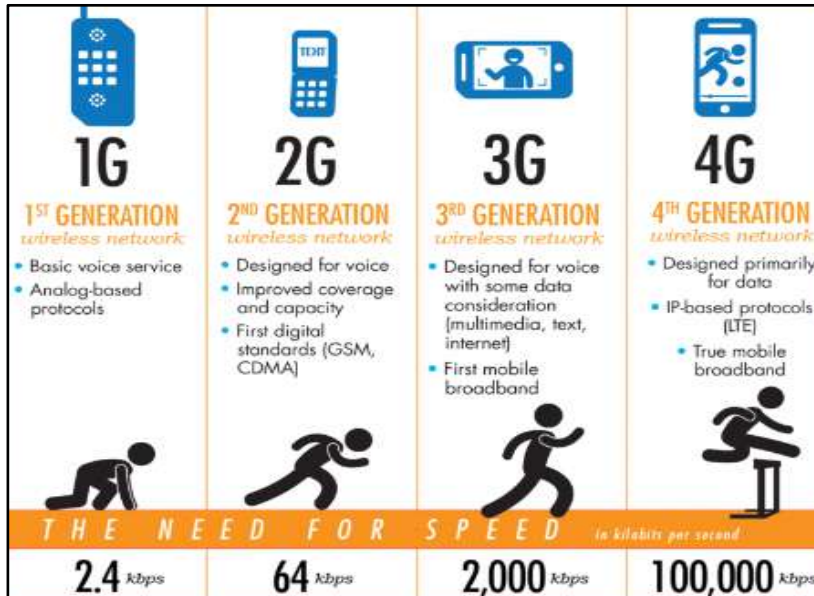 TEXT
1G
1ST GENERATION
wireless network
• Basic voice service
• Analog-based
protocols
2G
2ND GENERATION
wireless network
• Designed for voice
• Improved coverage
and capacity
• First digital
standards (GSM,
CDMA)
3G
3RD GENERATION
wireless network
• Designed for voice
with some data
consideration
(multimedia, text,
internet)
• First mobile
broadband
4G
4TH GENERATION
wireless network
• Designed primarily
for data
• IP-based protocols
(LTE)
• True mobile
broadband
THE NEED FOR SPEED in kilobits per second
2.4 kbps
64 kbps
2,000 kbps
100,000 kbps